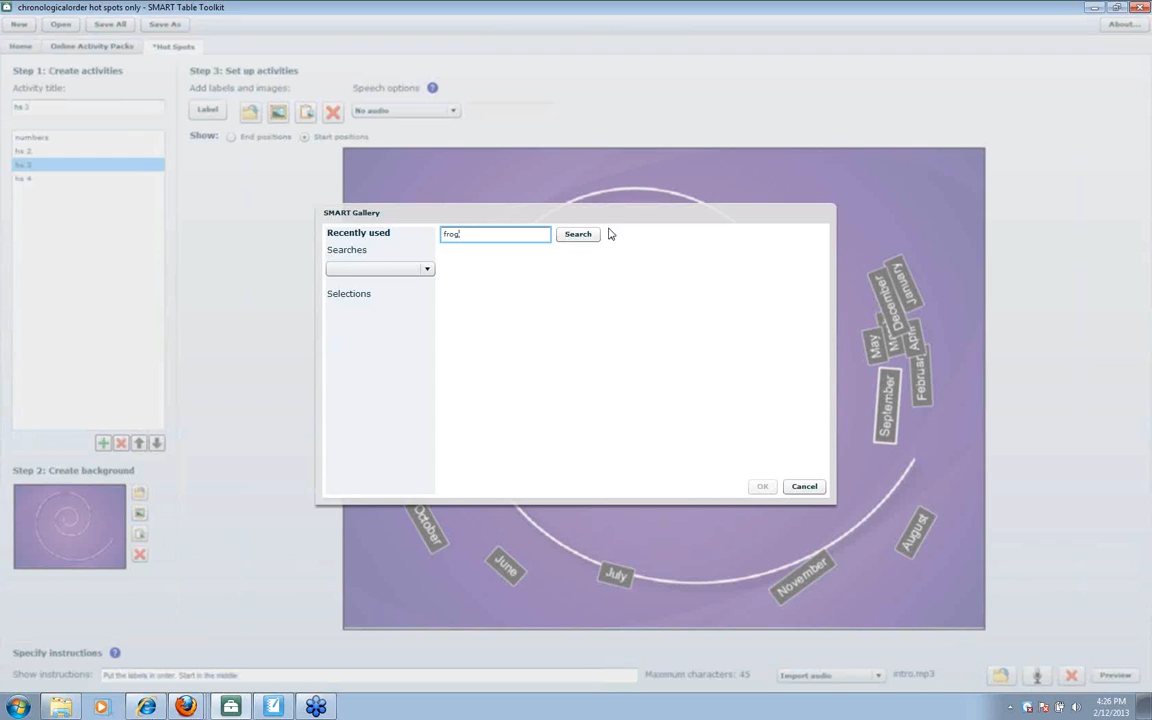 chronologicalorder hot spots only - SMART Table Toolkit
New Open Save All Save As About...
Home Online Activity Packs *Hot Spots
Step 1: Create activities
Activity title:
hs 3
numbers
hs 2
hs 3
hs 4
Step 2: Create background
Step 3: Set up activities
Add labels and images: Speech options
Label No audio
Show: End positions Start positions
SMART Gallery
Recently used
frog Search
Searches
Selections
OK Cancel
January
December
April
May
February
September
October
June
July
November
August
Specify instructions
Show instructions: Put the labels in order. Start in the middle Maximum characters: 45 Import audio intro.mp3 Preview
4:26 PM
2/12/2013